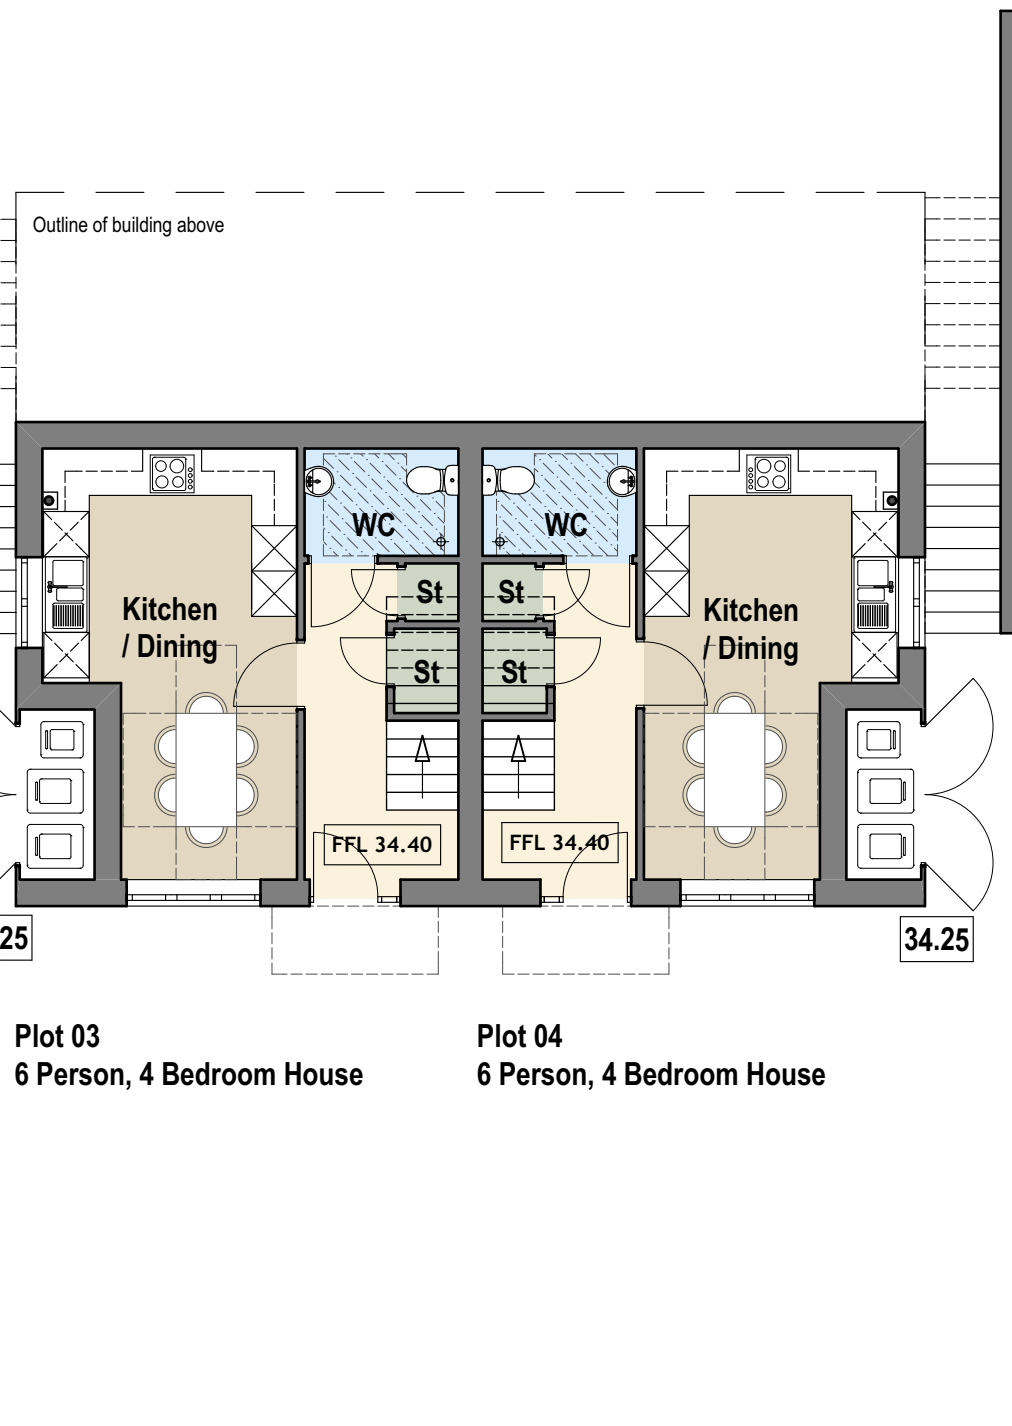 Outline of building above
WC
WC
St
St
Kitchen
/ Dining
Kitchen
/ Dining
St
St
FFL 34.40
FFL 34.40
25
34.25
Plot 03
6 Person, 4 Bedroom House
Plot 04
6 Person, 4 Bedroom House